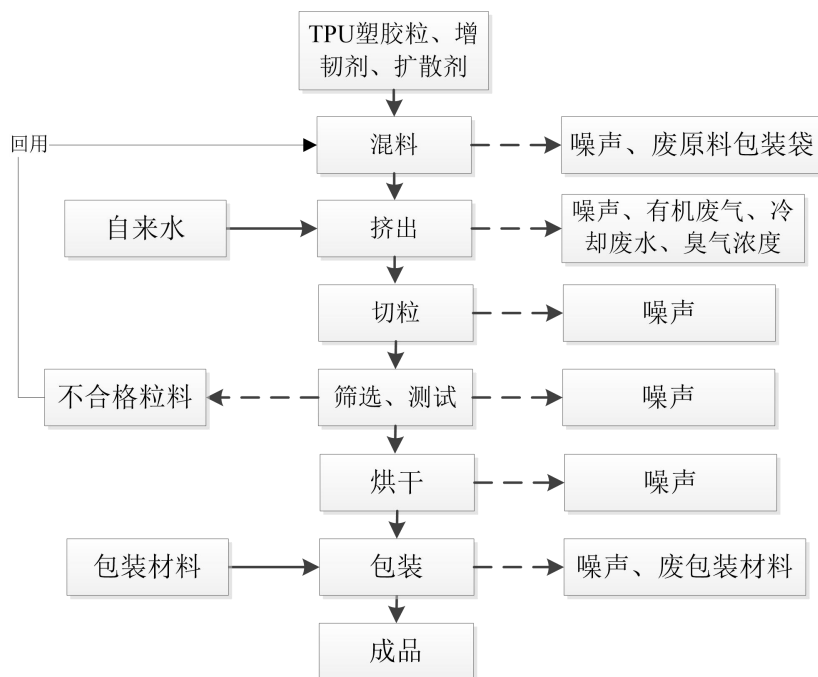 TPU塑胶粒、增
韧剂、扩散剂
回用
混料
噪声、废原料包装袋
自来水
挤出
噪声、有机废气、冷
却废水、臭气浓度
切粒
噪声
不合格粒料
筛选、测试
噪声
烘干
噪声
包装材料
包装
噪声、废包装材料
成品